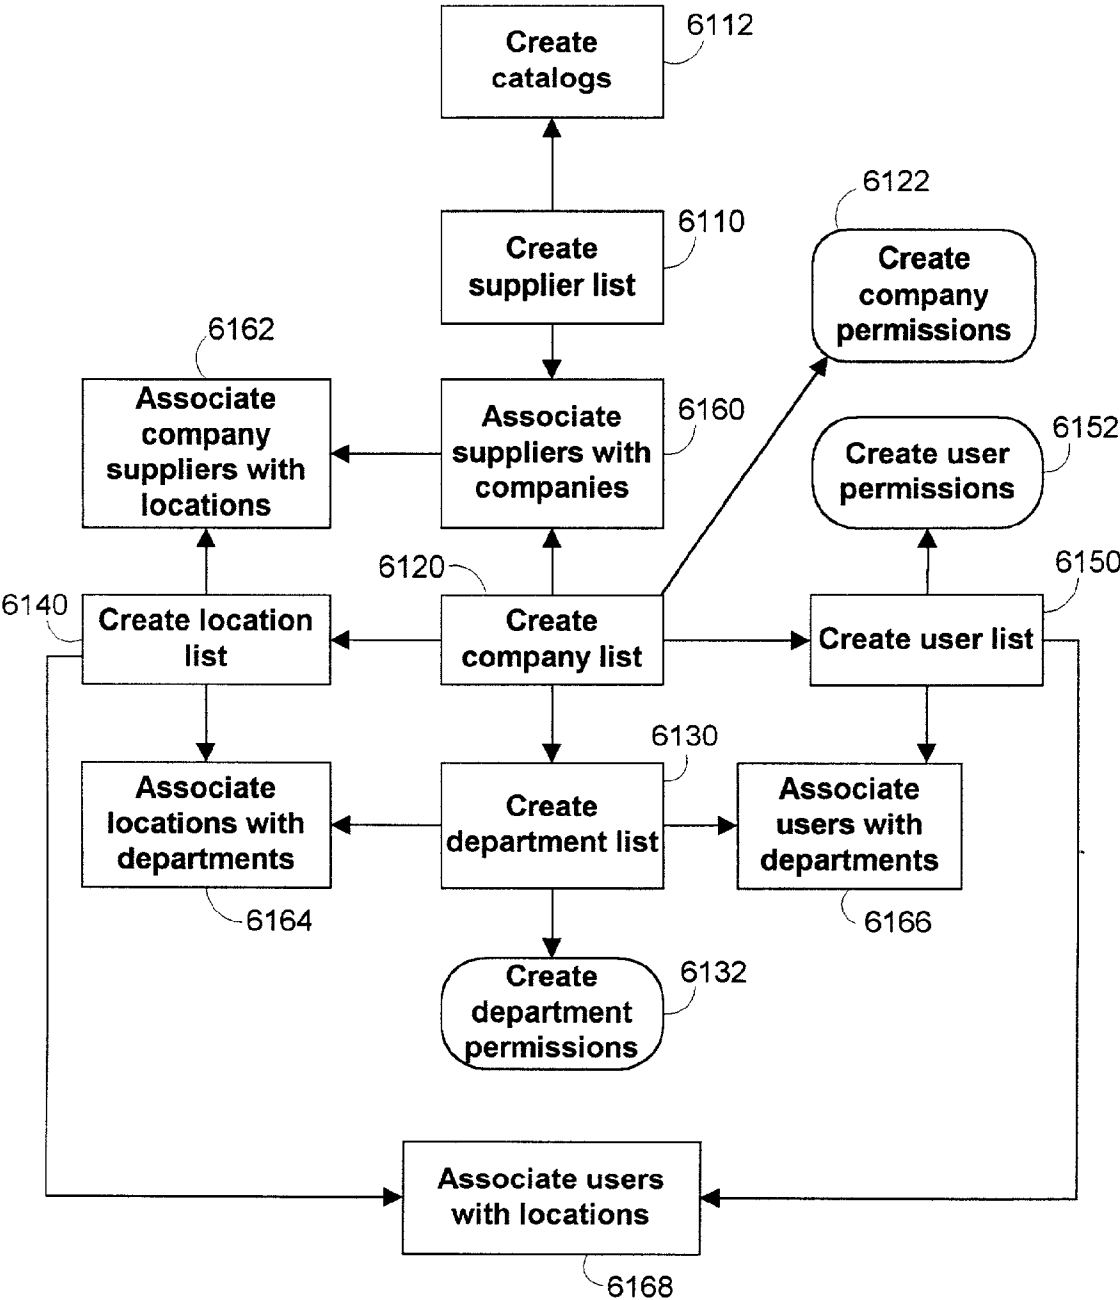 Create
catalogs
6112
6122
Create
supplier list
6110
Create
company
permissions
6162
Associate
company
suppliers with
locations
Associate
suppliers with
companies
6160
6152
Create user
permissions
6140
Create location
list
6120
Create
company list
6150
Create user list
6130
Associate
locations with
departments
Create
department list
Associate
users with
departments
6164
6166
Create
department
permissions
6132
Associate users
with locations
6168